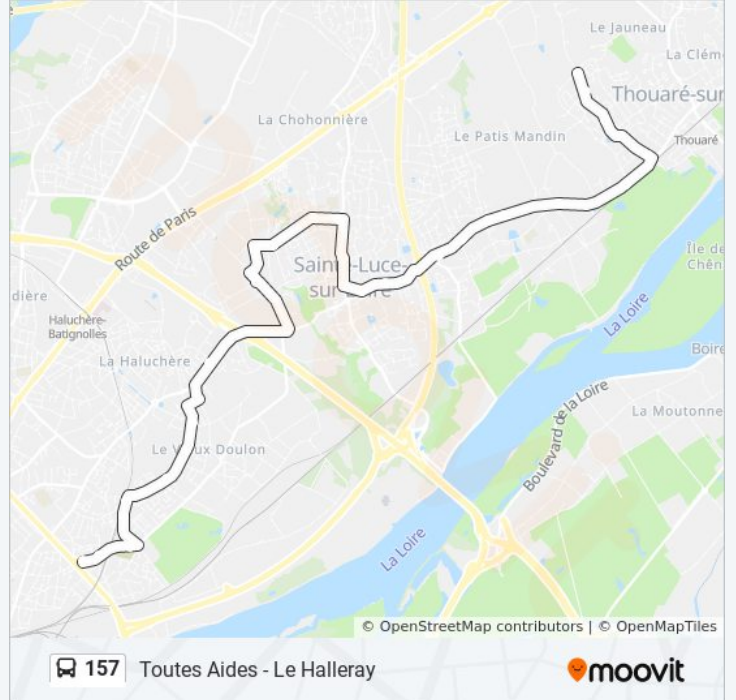 e
Le Jauneau
La Clém
Thouaré-sur
La Chohonnière
Le Patis Mandin
Thouaré
Route de Paris
Île de
Chên
Sainte-Luce-
sur-Loire
dière
La Loire
Haluchère-
Batignolles
Boire
La Haluchère
Boulevard de la Loire
La Moutonne
Le Vieux Doulon
La Loire
© OpenStreetMap contributors | © OpenMapTiles
157 Toutes Aides - Le Halleray
moovit